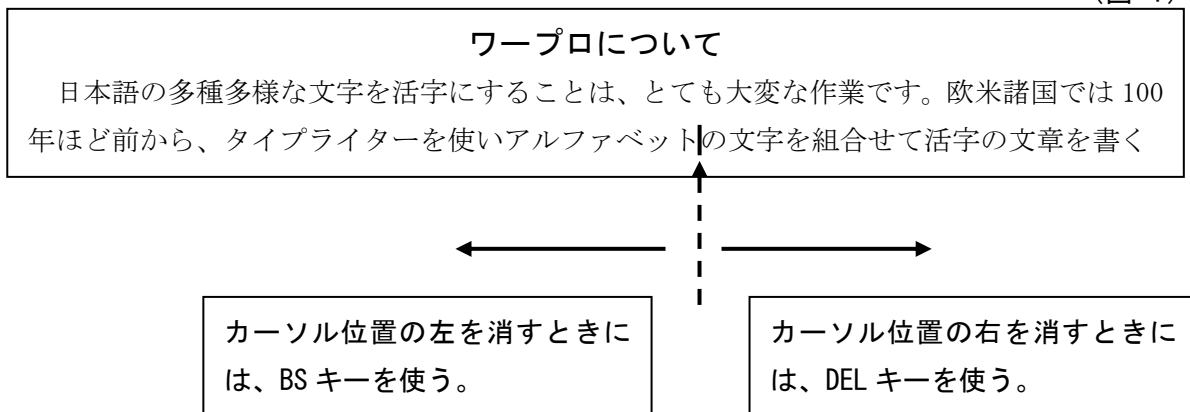 ワープロについて
日本語の多種多様な文字を活字にすることは、とても大変な作業です。欧米諸国では 100
年ほど前から、タイプライターを使いアルファベットの文字を組合せて活字の文章を書く
カーソル位置の左を消すときに
は、BS キーを使う。
カーソル位置の右を消すときに
は、DEL キーを使う。